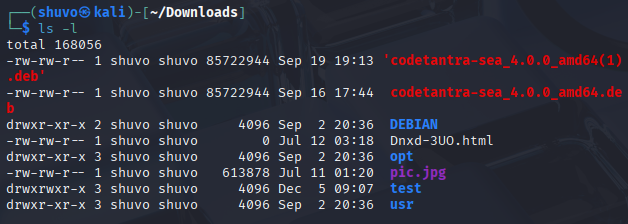 ┌──(shuvo㉿kali)-[~/Downloads]
└─$ ls -l
total 168056
-rw-rw-r-- 1 shuvo shuvo 85722944 Sep 19 19:13 'codetantra-sea_4.0.0_amd64(1)
.deb'
-rw-rw-r-- 1 shuvo shuvo 85722944 Sep 16 17:44  codetantra-sea_4.0.0_amd64.de
b
drwxr-xr-x 2 shuvo shuvo     4096 Sep  2 20:36  DEBIAN
-rw-rw-r-- 1 shuvo shuvo        0 Jul 12 03:18  Dnxd-3UO.html
drwxr-xr-x 3 shuvo shuvo     4096 Sep  2 20:36  opt
-rw-rw-r-- 1 shuvo shuvo   613878 Jul 11 01:20  pic.jpg
drwxrwxr-x 3 shuvo shuvo     4096 Dec  5 09:07  test
drwxr-xr-x 3 shuvo shuvo     4096 Sep  2 20:36  usr